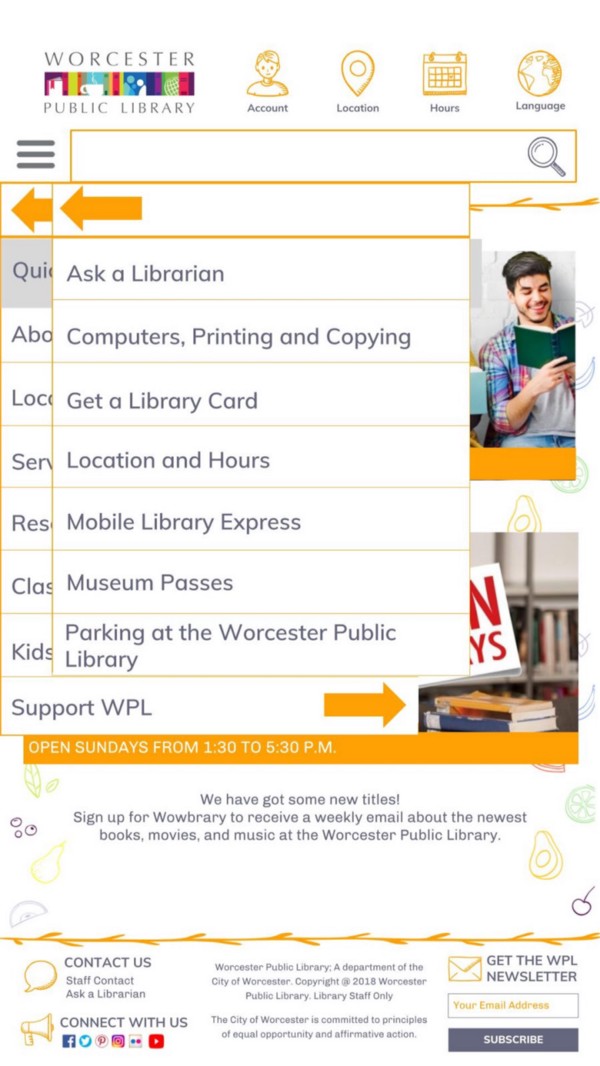 WORCESTER
PUBLIC LIBRARY
Account
Location
Hours
Language
Quic
Ask a Librarian
Abo
Computers, Printing and Copying
Loc
Get a Library Card
Serv
Location and Hours
Res
Mobile Library Express
Clas
Museum Passes
Kids
Parking at the Worcester Public
Library
Support WPL
N
YS
OPEN SUNDAYS FROM 1:30 TO 5:30 P.M.
We have got some new titles!
Sign up for Wowbrary to receive a weekly email about the newest
books, movies, and music at the Worcester Public Library.
CONTACT US
Staff Contact
Ask a Librarian
CONNECT WITH US
Worcester Public Library; A department of the
City of Worcester. Copyright @ 2018 Worcester
Public Library. Library Staff Only
The City of Worcester is committed to principles
of equal opportunity and affirmative action.
GET THE WPL
NEWSLETTER
Your Email Address
SUBSCRIBE